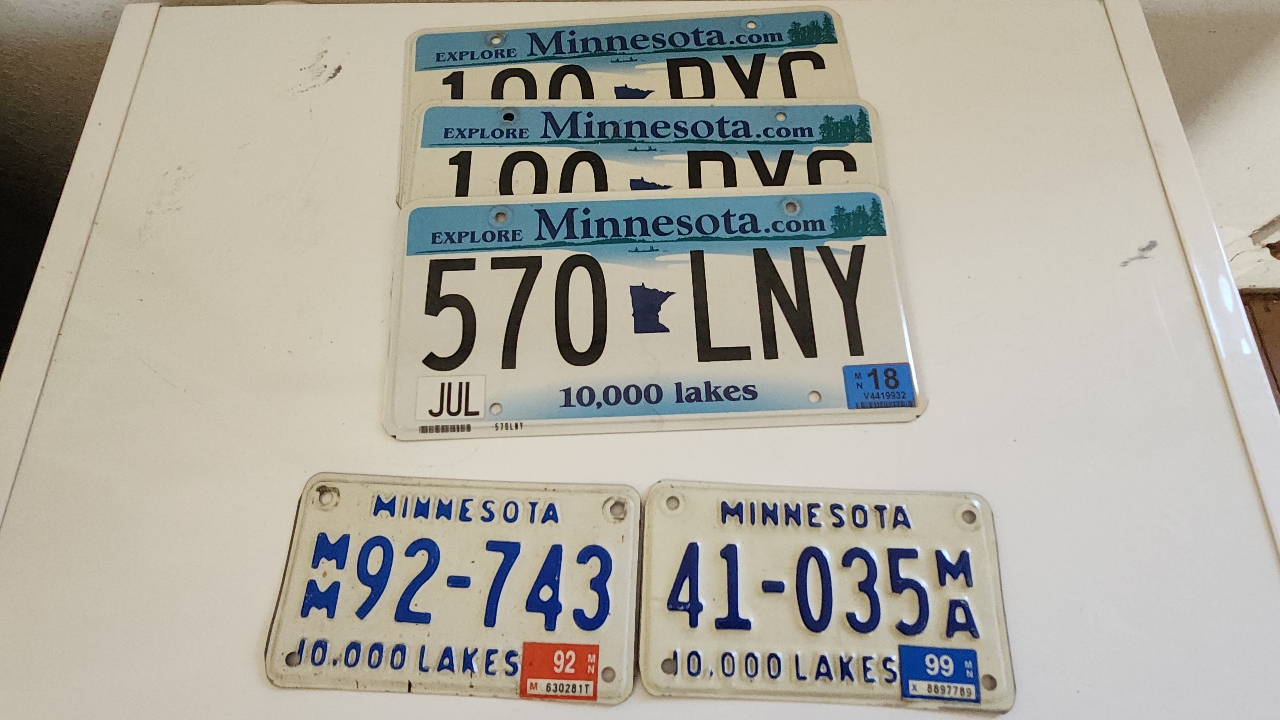 EXPLORE Minnesota.com
EXPLORE Minnesota.com
EXPLORE Minnesota.com
570 LNY
JUL
10,000 lakes
MN 18
V4419932
570LNY
MINNESOTA
MM 92-743
10,000 LAKES
92 MN
M 630281T
MINNESOTA
41-035 MA
10,000 LAKES
99 MN
X 8897789